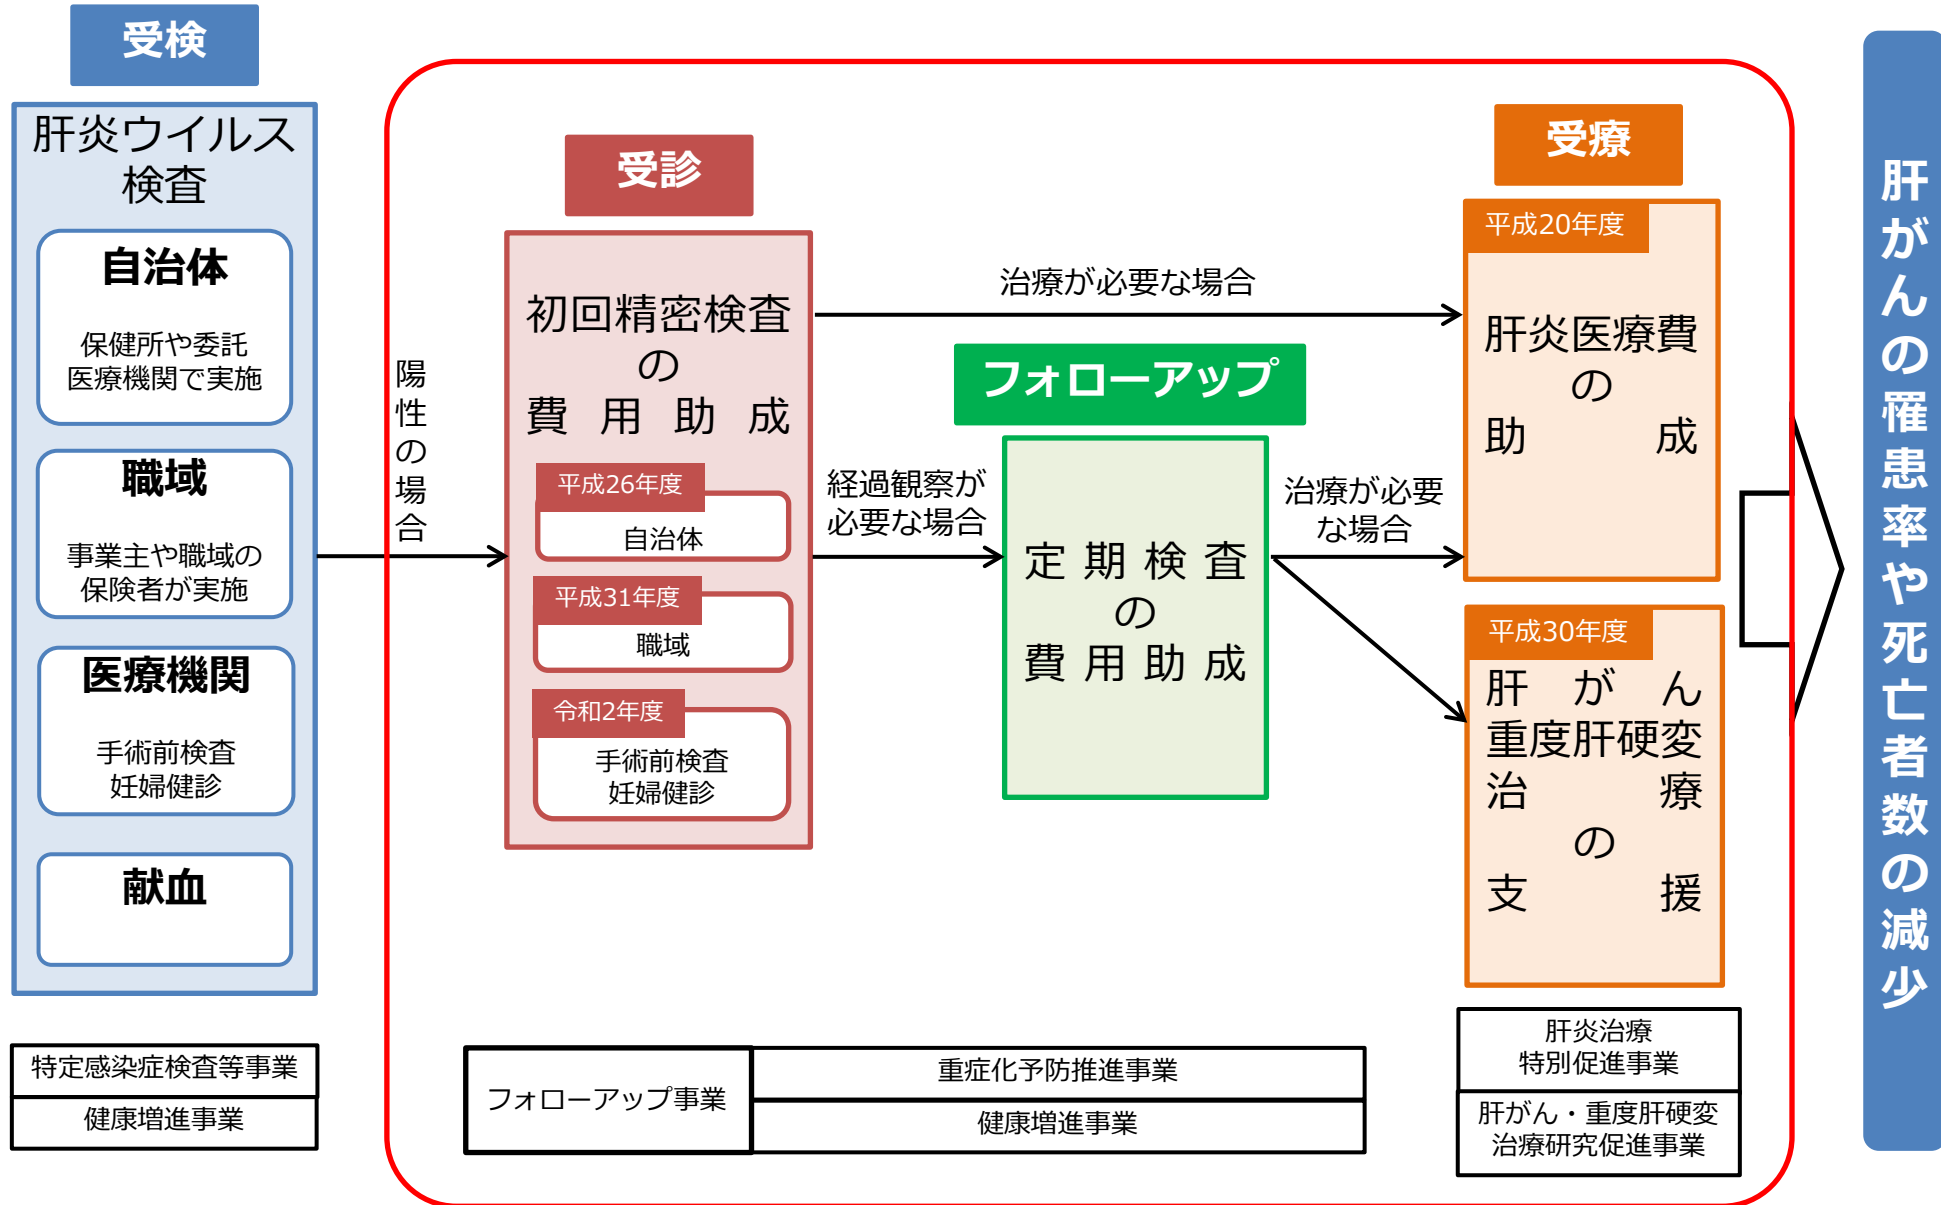 受検
肝炎ウイルス
検査
自治体
保健所や委託
医療機関で実施
職域
事業主や職域の
保険者が実施
医療機関
手術前検査
妊婦健診
献血
特定感染症検査等事業
健康増進事業
陽性の場合
受診
初回精密検査
の
費用助成
平成26年度
自治体
平成31年度
職域
令和2年度
手術前検査
妊婦健診
治療が必要な場合
経過観察が
必要な場合
フォローアップ
定期検査
の
費用助成
治療が必要
な場合
フォローアップ事業
重症化予防推進事業
健康増進事業
受療
平成20年度
肝炎医療費
の
助成
平成30年度
肝がん
重度肝硬変
治療
の
支援
肝炎治療
特別促進事業
肝がん・重度肝硬変
治療研究促進事業
肝がんの罹患率や死亡者数の減少